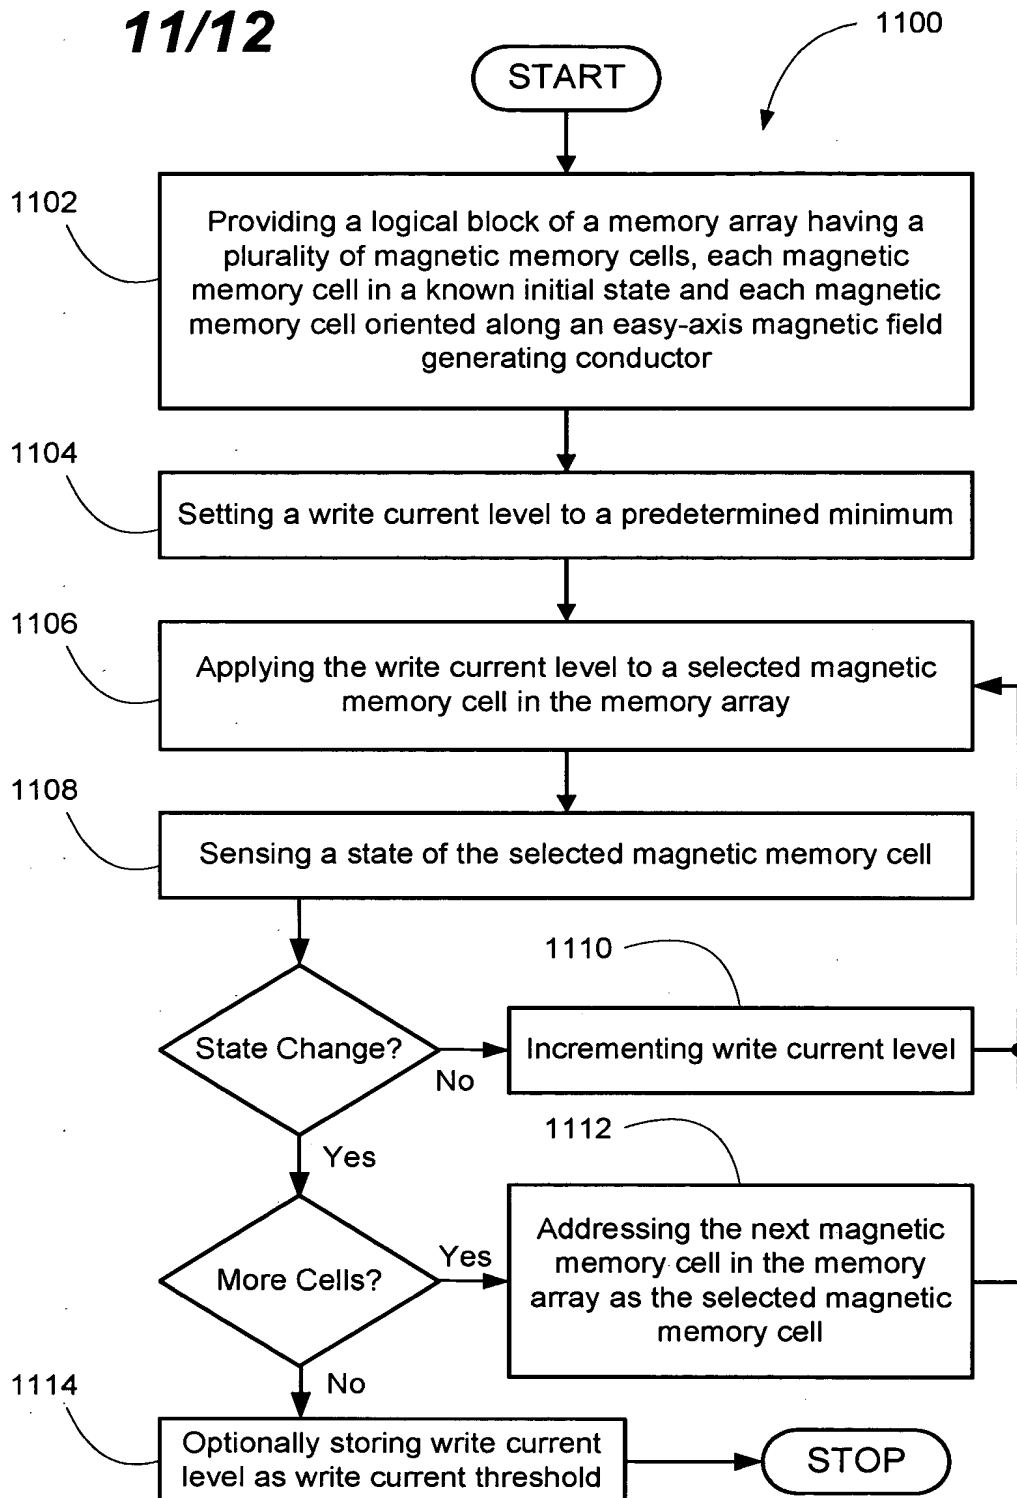 11/12
1100
START
1102
Providing a logical block of a memory array having a
plurality of magnetic memory cells, each magnetic
memory cell in a known initial state and each magnetic
memory cell oriented along an easy-axis magnetic field
generating conductor
1104
Setting a write current level to a predetermined minimum
1106
Applying the write current level to a selected magnetic
memory cell in the memory array
1108
Sensing a state of the selected magnetic memory cell
1110
State Change?
No
Incrementing write current level
Yes
1112
More Cells?
Yes
Addressing the next magnetic
memory cell in the memory
array as the selected magnetic
memory cell
No
1114
Optionally storing write current
level as write current threshold
STOP